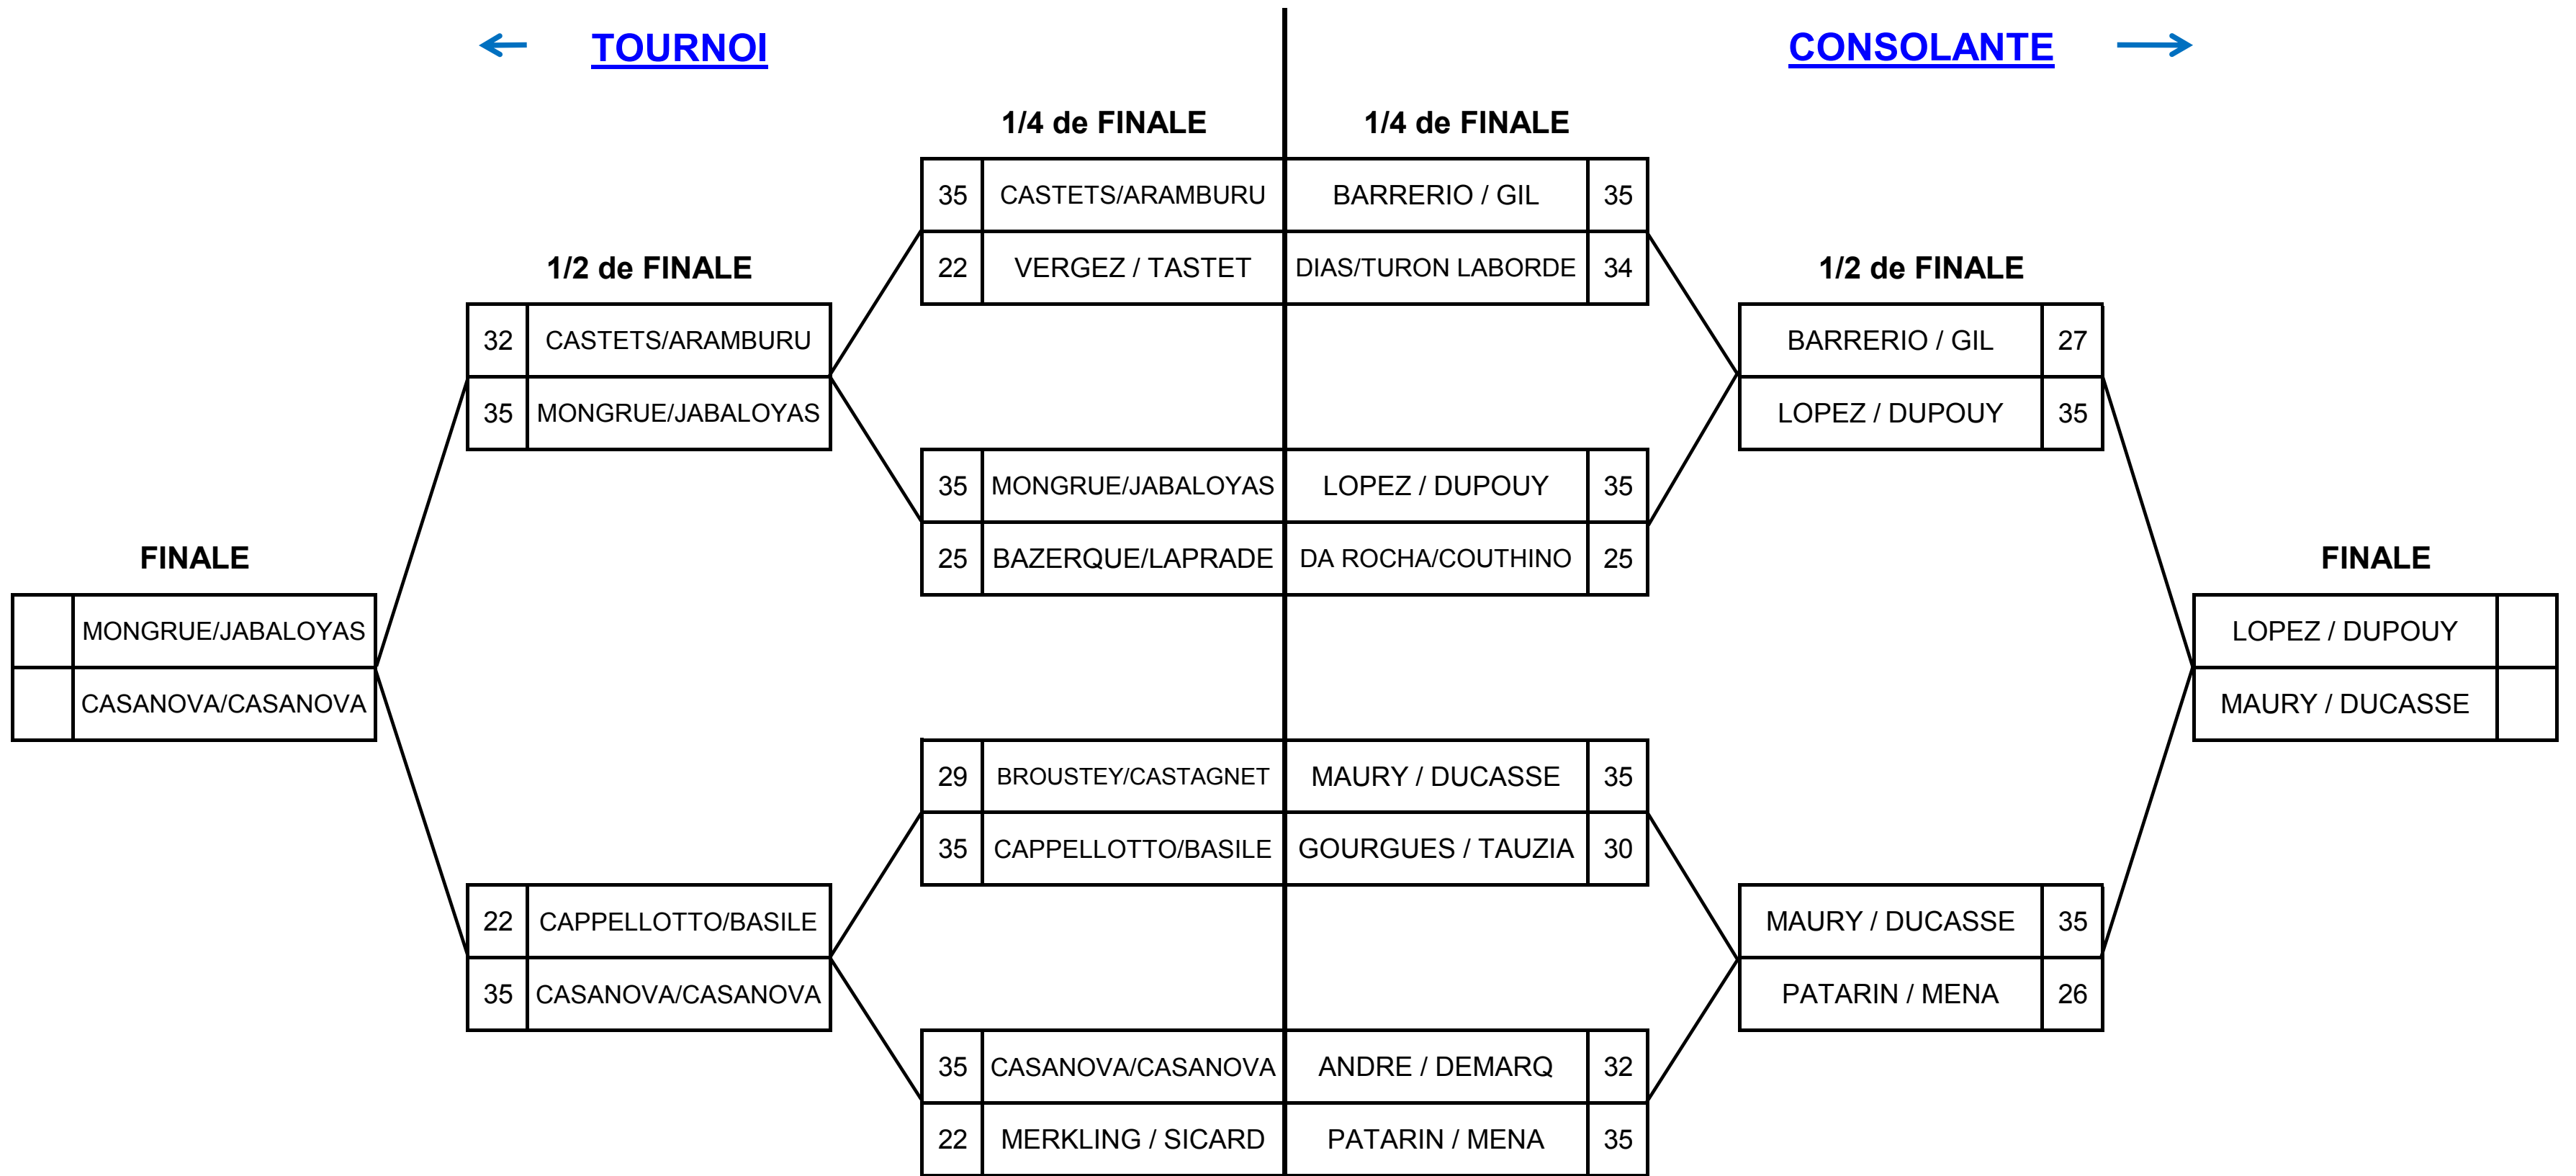 TOURNOI
CONSOLANTE
1/4 de FINALE 1/4 de FINALE
35 CASTETS/ARAMBURU BARRERIO / GIL 35
1/2 de FINALE
22 VERGEZ / TASTET DIAS/TURON LABORDE 34
1/2 de FINALE
32 CASTETS/ARAMBURU
BARRERIO / GIL 27
35 MONGRUE/JABALOYAS
LOPEZ / DUPOUY 35
35 MONGRUE/JABALOYAS LOPEZ / DUPOUY 35
FINALE
25 BAZERQUE/LAPRADE DA ROCHA/COUTHINO 25
FINALE
MONGRUE/JABALOYAS
LOPEZ / DUPOUY
CASANOVA/CASANOVA
MAURY / DUCASSE
29 BROUSTEY/CASTAGNET MAURY / DUCASSE 35
35 CAPPELLOTTO/BASILE GOURGUES / TAUZIA 30
22 CAPPELLOTTO/BASILE
MAURY / DUCASSE 35
35 CASANOVA/CASANOVA
PATARIN / MENA 26
35 CASANOVA/CASANOVA ANDRE / DEMARQ 32
22 MERKLING / SICARD PATARIN / MENA 35